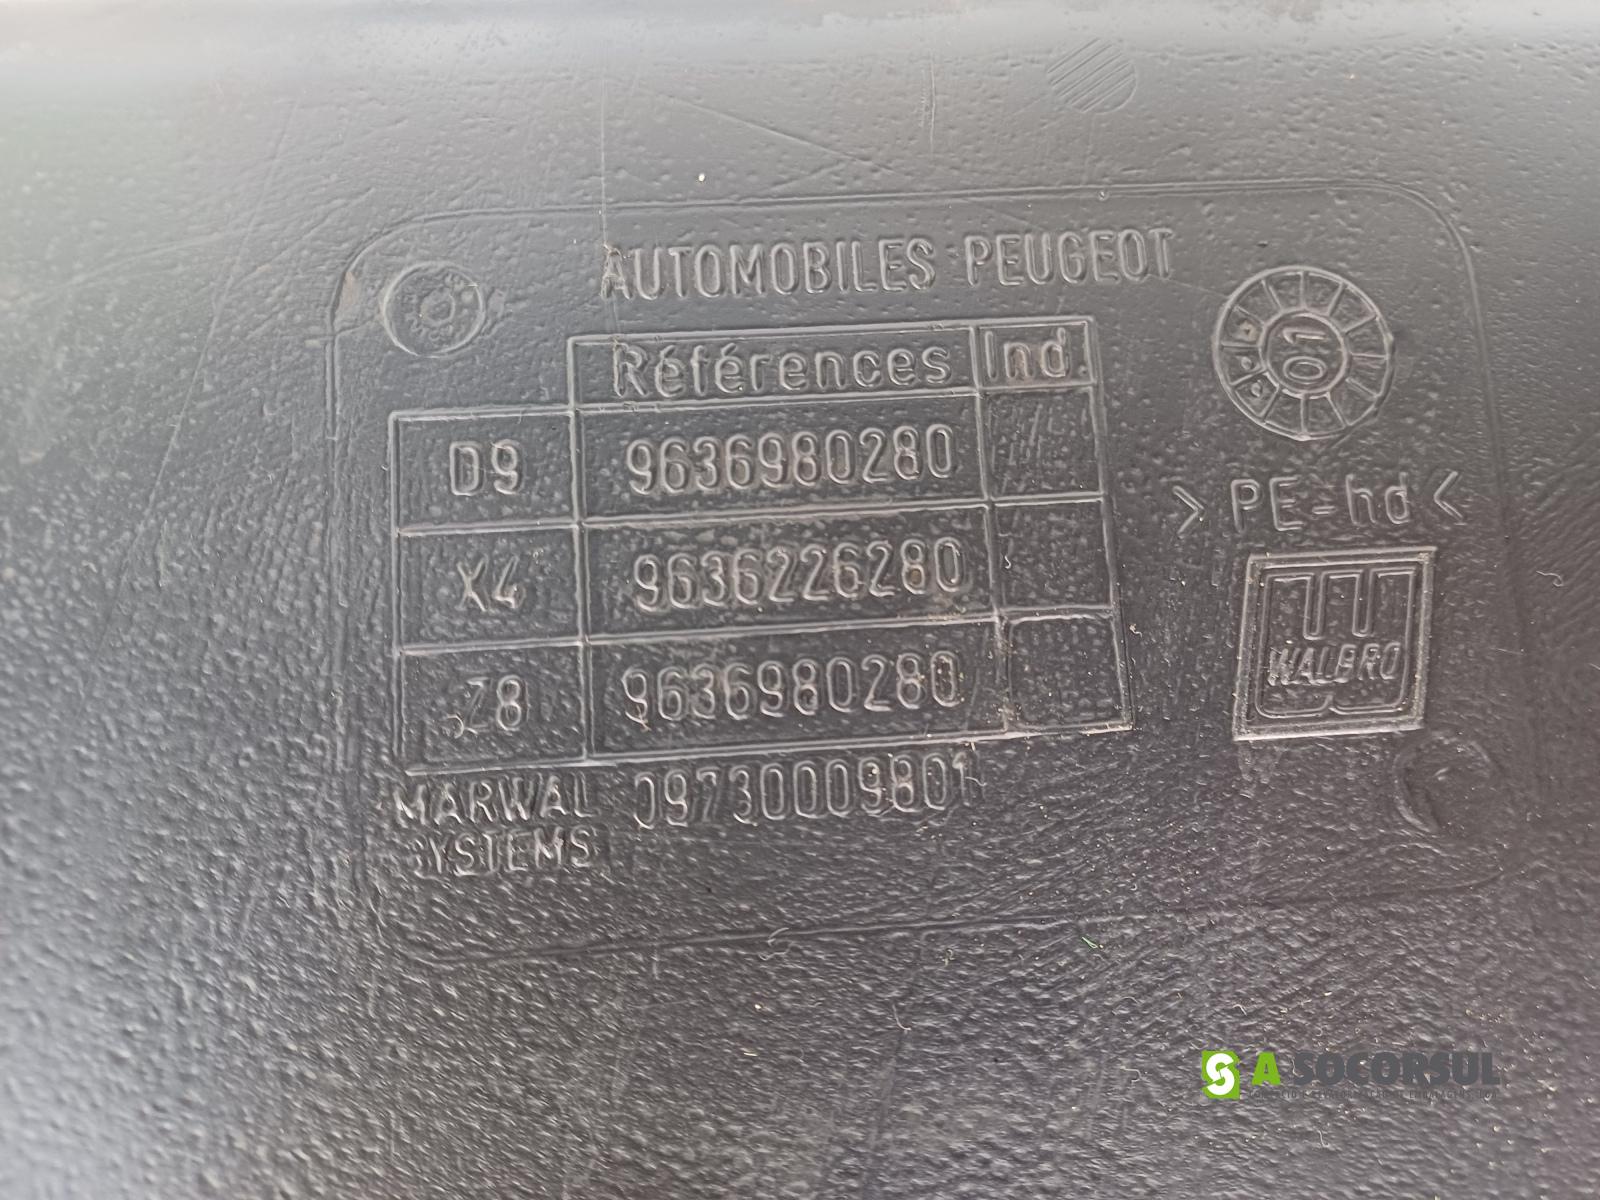 AUTOMOBILES PEUGEOT
Références Ind.
D9 9636980280
X4 9636226280
Z8 9636980280
MARWAL 09730009801
SYSTEMS
01
> PE-hd <
WALBRO
A SOCORSUL